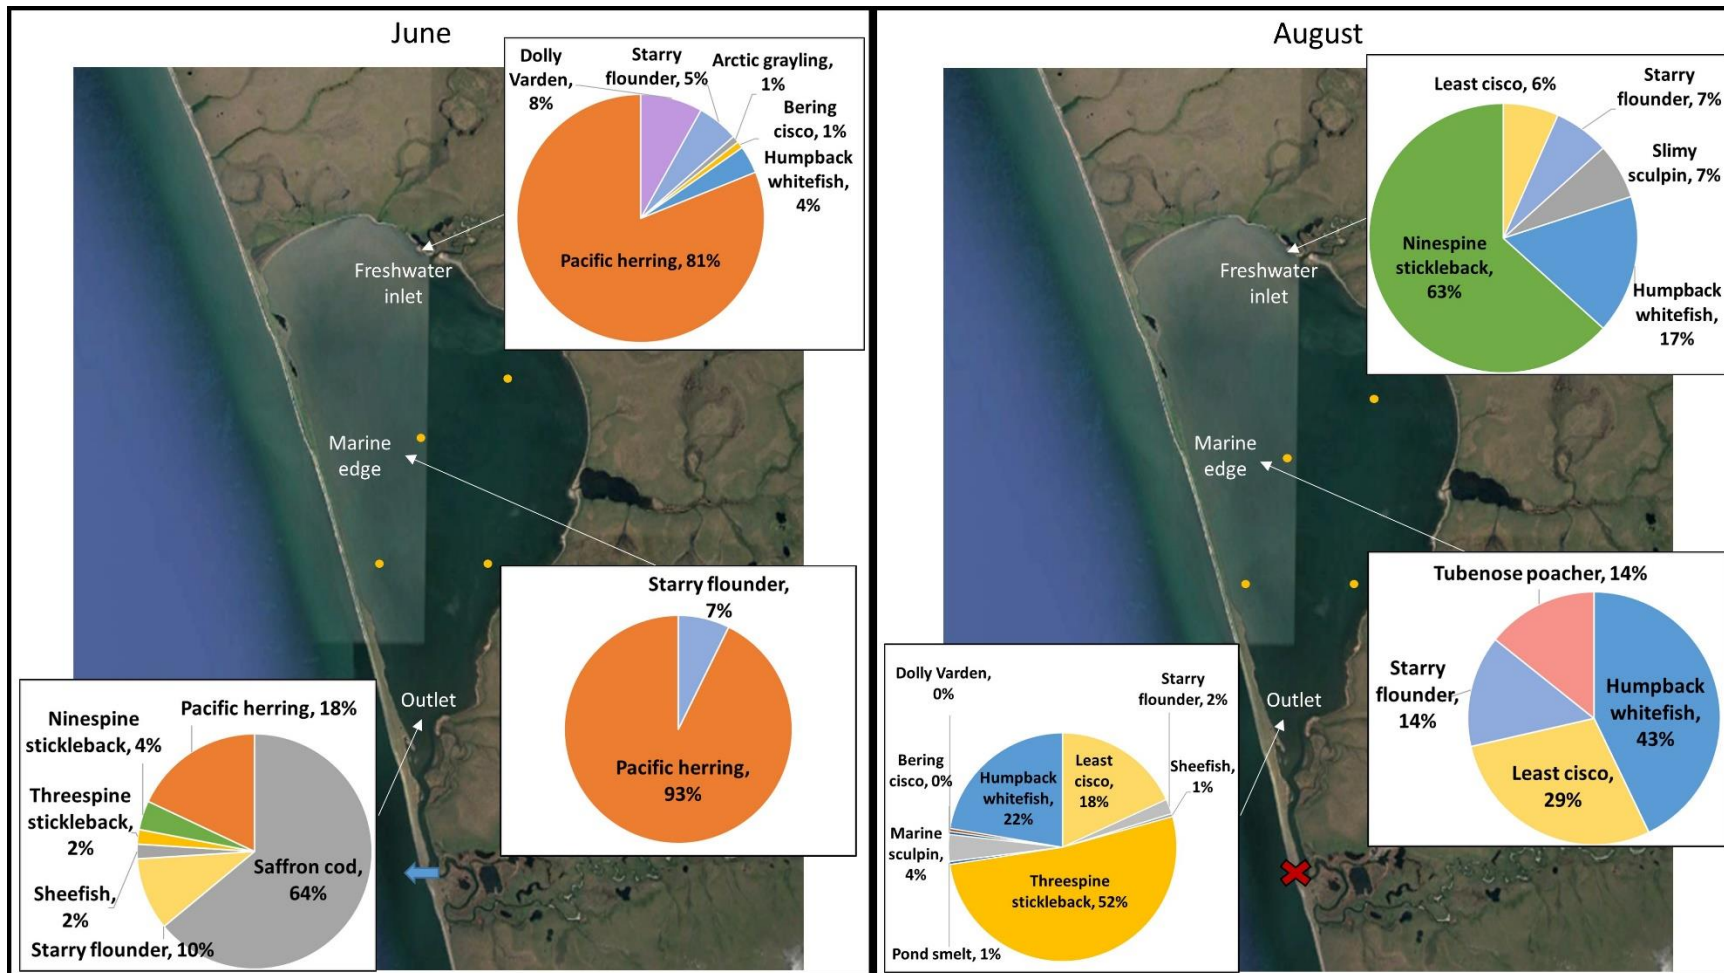 June
Dolly
Varden,
8%
Starry
flounder, 5%
Arctic grayling,
1%
Bering
cisco, 1%
Humpback
whitefish,
4%
Pacific herring, 81%
Freshwater
inlet
Marine
edge
Starry flounder,
7%
Pacific herring,
93%
Outlet
Pacific herring, 18%
Ninespine
stickleback, 4%
Threespine
stickleback,
2%
Sheefish,
2%
Starry flounder, 10%
Saffron cod,
64%
August
Least cisco, 6%
Starry
flounder, 7%
Slimy
sculpin, 7%
Ninespine
stickleback,
63%
Humpback
whitefish,
17%
Freshwater
inlet
Marine
edge
Tubenose poacher, 14%
Starry
flounder,
14%
Humpback
whitefish,
43%
Least cisco,
29%
Outlet
Dolly Varden,
0%
Starry
flounder, 2%
Bering
cisco, 0%
Humpback
whitefish,
22%
Least
cisco,
18%
Sheefish,
1%
Marine
sculpin,
4%
Threespine
stickleback, 52%
Pond smelt, 1%